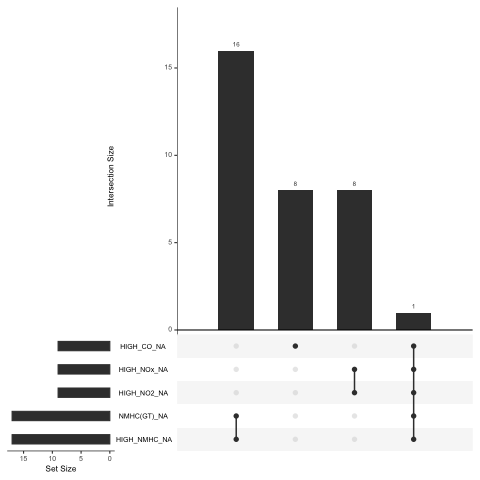 16
15
Intersection Size
10
8
8
5
1
0
HIGH_CO_NA
HIGH_NOx_NA
HIGH_NO2_NA
NMHC(GT)_NA
HIGH_NMHC_NA
15 10 5 0
Set Size